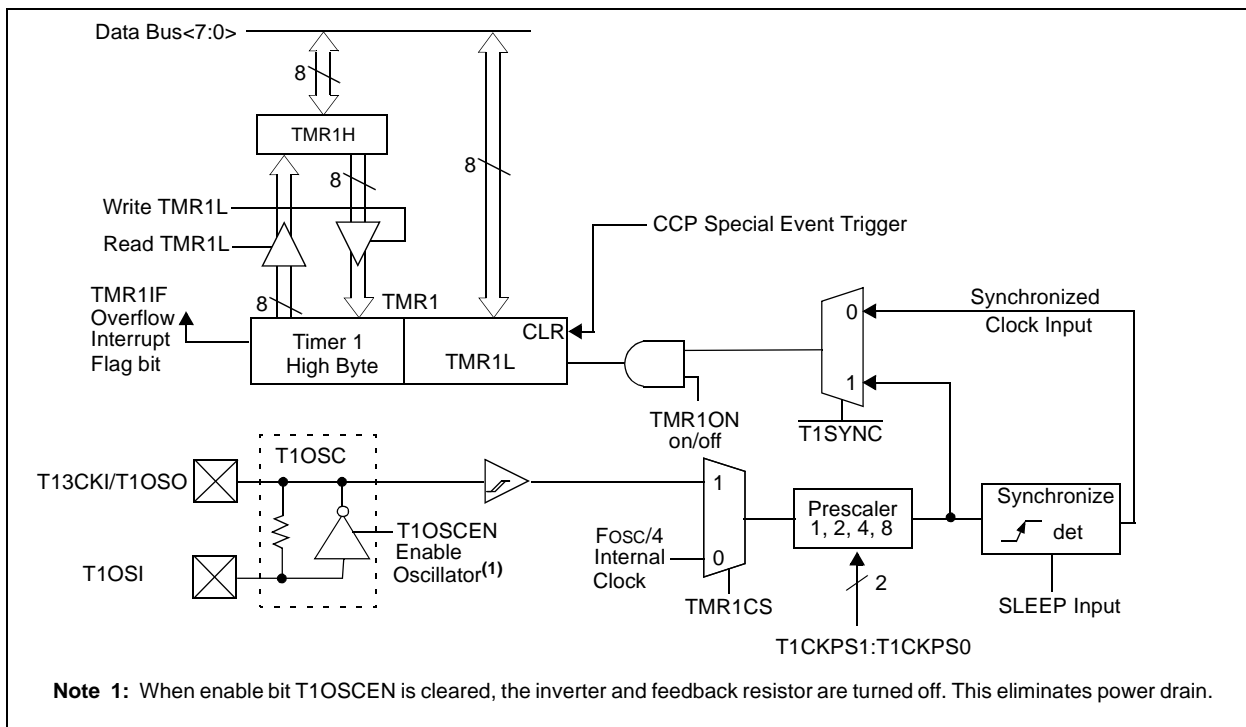 Data Bus<7:0>
8
TMR1H
8
8
Write TMR1L
CCP Special Event Trigger
Read TMR1L
TMR1IF
Overflow
Interrupt
Flag bit
8
TMR1
Timer 1
High Byte
TMR1L
CLR
0
1
Synchronized
Clock Input
TMR1ON
on/off
T1SYNC
T1OSC
T13CKI/T1OSO
T1OSI
T1OSCEN
Enable
Oscillator(1)
FOSC/4
Internal
Clock
1
0
TMR1CS
Prescaler
1, 2, 4, 8
2
T1CKPS1:T1CKPS0
Synchronize
det
SLEEP Input
Note 1: When enable bit T1OSCEN is cleared, the inverter and feedback resistor are turned off. This eliminates power drain.